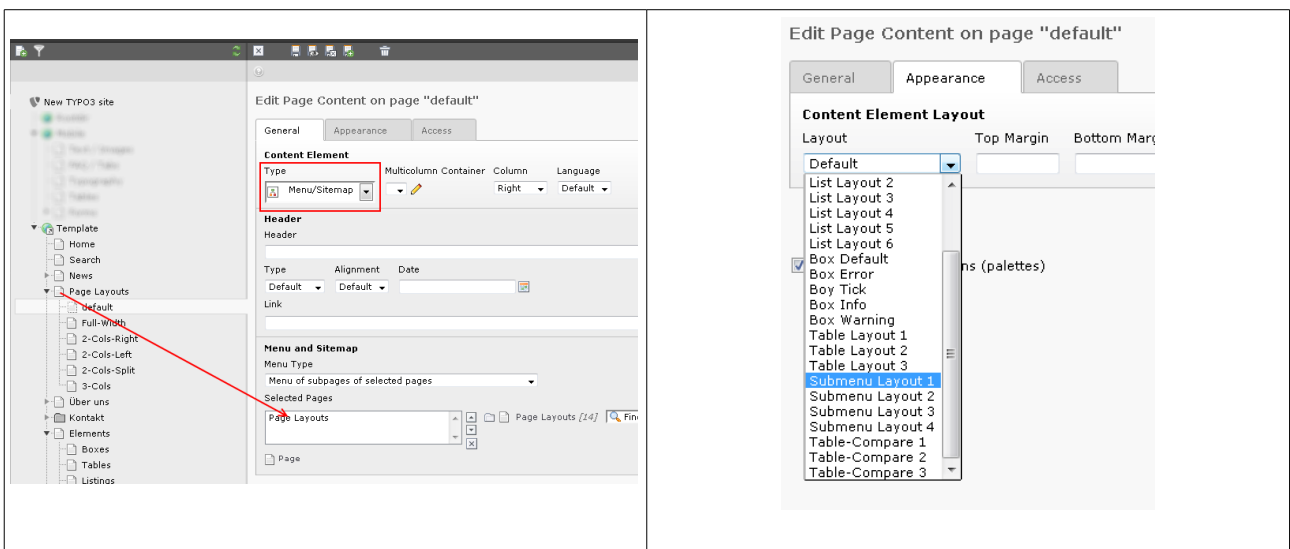 New TYPO3 site
Template
Home
Search
News
Page Layouts
default
Full-Width
2-Cols-Right
2-Cols-Left
2-Cols-Split
3-Cols
Über uns
Kontakt
Elements
Boxes
Tables
Listings
Edit Page Content on page "default"
General Appearance Access
Content Element
Type Multicolumn Container Column Language
Menu/Sitemap Right Default
Header
Header
Type Alignment Date
Default Default
Link
Menu and Sitemap
Menu Type
Menu of subpages of selected pages
Selected Pages
Page Layouts Page Layouts [14] Find
Page
Edit Page Content on page "default"
General Appearance Access
Content Element Layout
Layout Top Margin Bottom Marg
Default
List Layout 2
List Layout 3
List Layout 4
List Layout 5
List Layout 6
Box Default
Box Error
Boy Tick
Box Info
Box Warning
Table Layout 1
Table Layout 2
Table Layout 3
Submenu Layout 1
Submenu Layout 2
Submenu Layout 3
Submenu Layout 4
Table-Compare 1
Table-Compare 2
Table-Compare 3
ns (palettes)